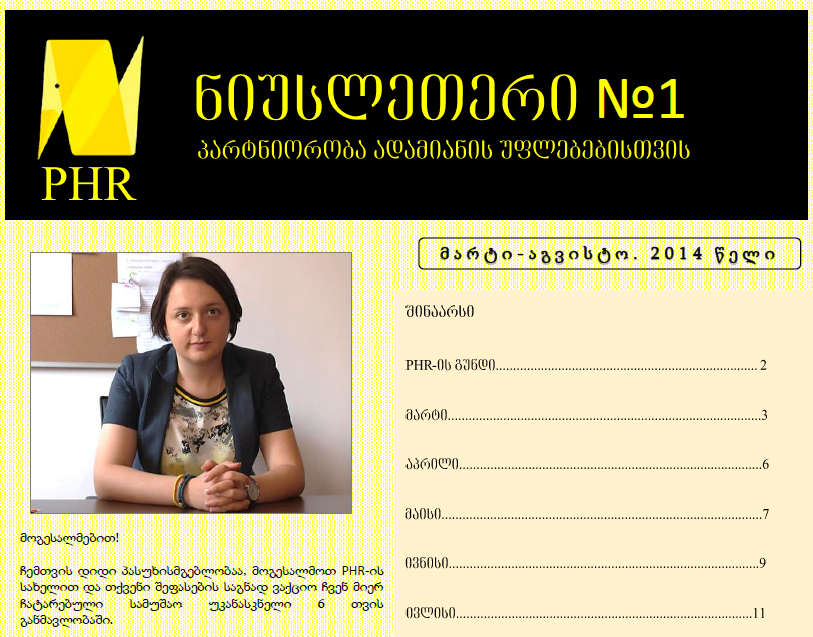 ნიუსლეთერი №1
პარტნიორობა ადამიანის უფლებებისთვის
PHR
მარტი-აგვისტო. 2014 წელი
შინაარსი
PHR-ის გუნდი........................................................................... 2
მარტი..........................................................................................3
აპრილი.......................................................................................6
მაისი............................................................................................7
ივნისი.........................................................................................9
ივლისი.....................................................................................11
მოგესალმებით!
ჩემთვის დიდი პასუხისმგებლობაა, მოგესალმოთ PHR-ის
სახელით და თქვენი შეფასების საგნად ვაქციო ჩვენ მიერ
ჩატარებული სამუშაო უკანასკნელი 6 თვის
განმავლობაში.